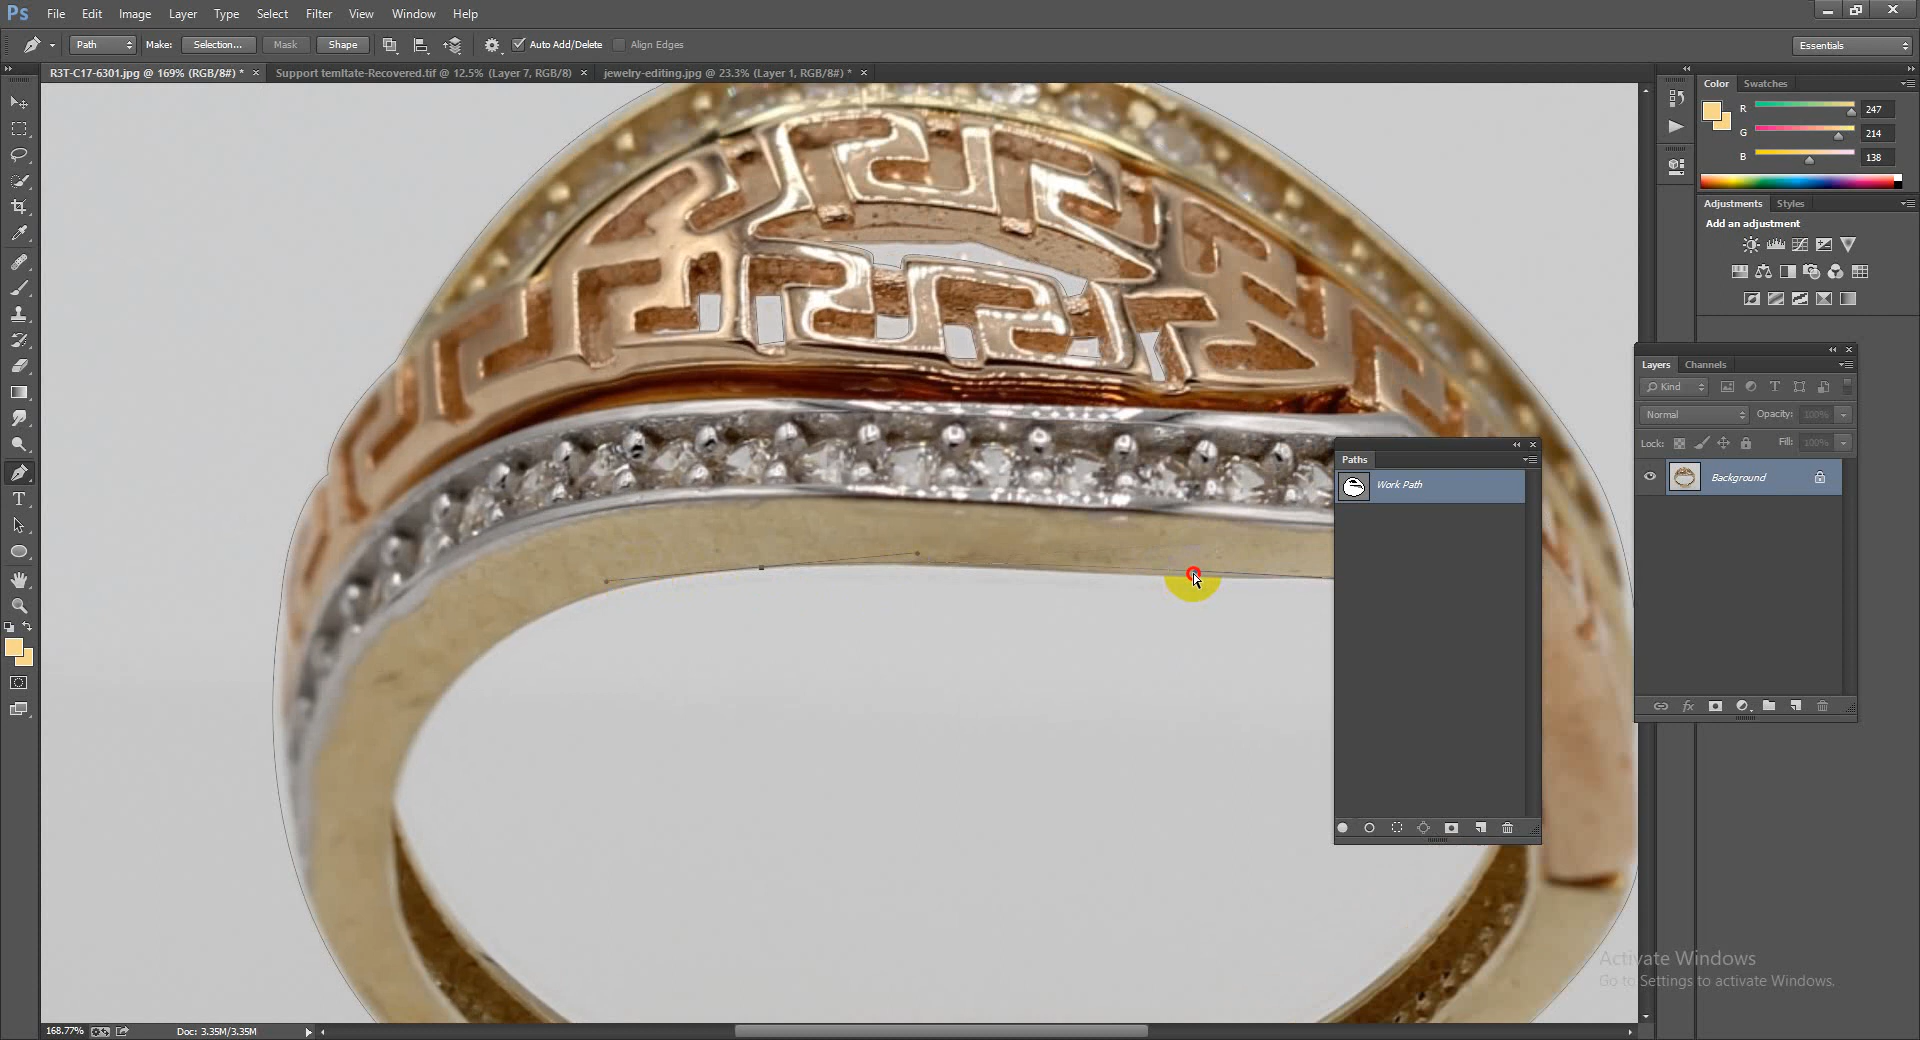 Ps File Edit Image Layer Type Select Filter View Window Help
Path Make: Selection... Mask Shape Auto Add/Delete Align Edges Essentials
R3T-C17-6301.jpg @ 169% (RGB/8#) * × Support temltate-Recovered.tif @ 12.5% (Layer 7, RGB/8) × jewelry-editing.jpg @ 23.3% (Layer 1, RGB/8#) * ×
Color Swatches
R 247
G 214
B 138
Adjustments Styles
Add an adjustment
Layers Channels
Kind
Normal Opacity: 100%
Lock: Fill: 100%
Background
Paths
Work Path
Activate Windows
Go to Settings to activate Windows.
168.77% Doc: 3.35M/3.35M